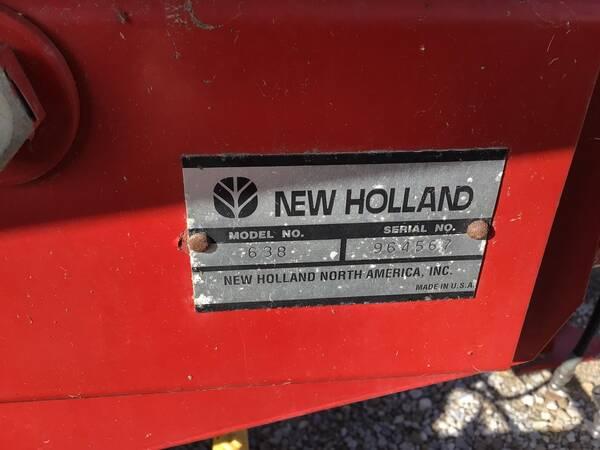 NEW HOLLAND
MODEL NO. SERIAL NO.
638 964567
NEW HOLLAND NORTH AMERICA, INC.
MADE IN U.S.A